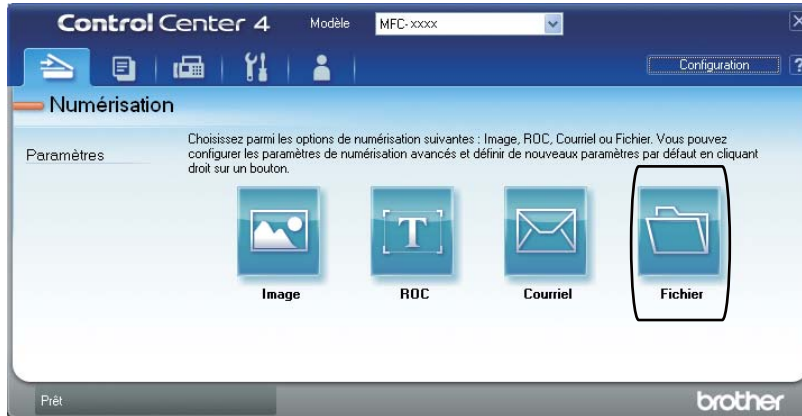 Control Center 4
Modèle
MFC-xxxx
X
Configuration
?
Numérisation
Paramètres
Choisissez parmi les options de numérisation suivantes : Image, ROC, Courriel ou Fichier. Vous pouvez
configurer les paramètres de numérisation avancés et définir de nouveaux paramètres par défaut en cliquant
droit sur un bouton.
T
Image
ROC
Courriel
Fichier
Prêt
brother